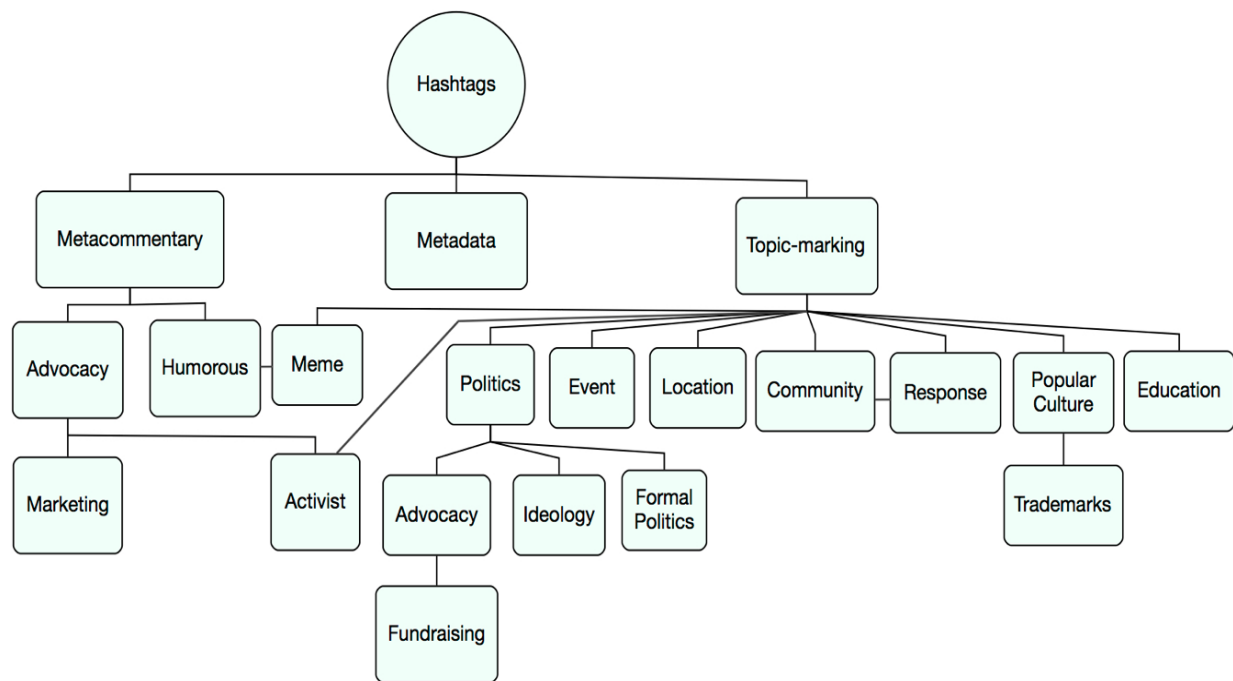 Hashtags
Metacommentary
Metadata
Topic-marking
Advocacy
Humorous
Meme
Politics
Event
Location
Community
Response
Popular
Culture
Education
Marketing
Activist
Advocacy
Ideology
Formal
Politics
Trademarks
Fundraising